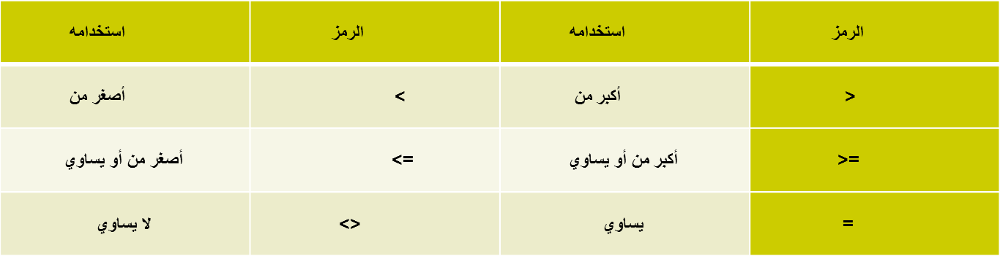 الرمز	استخدامه	الرمز	استخدامه
>	أكبر من	<	أصغر من
>=	أكبر من أو يساوي	<=	أصغر من أو يساوي
=	يساوي	<>	لا يساوي